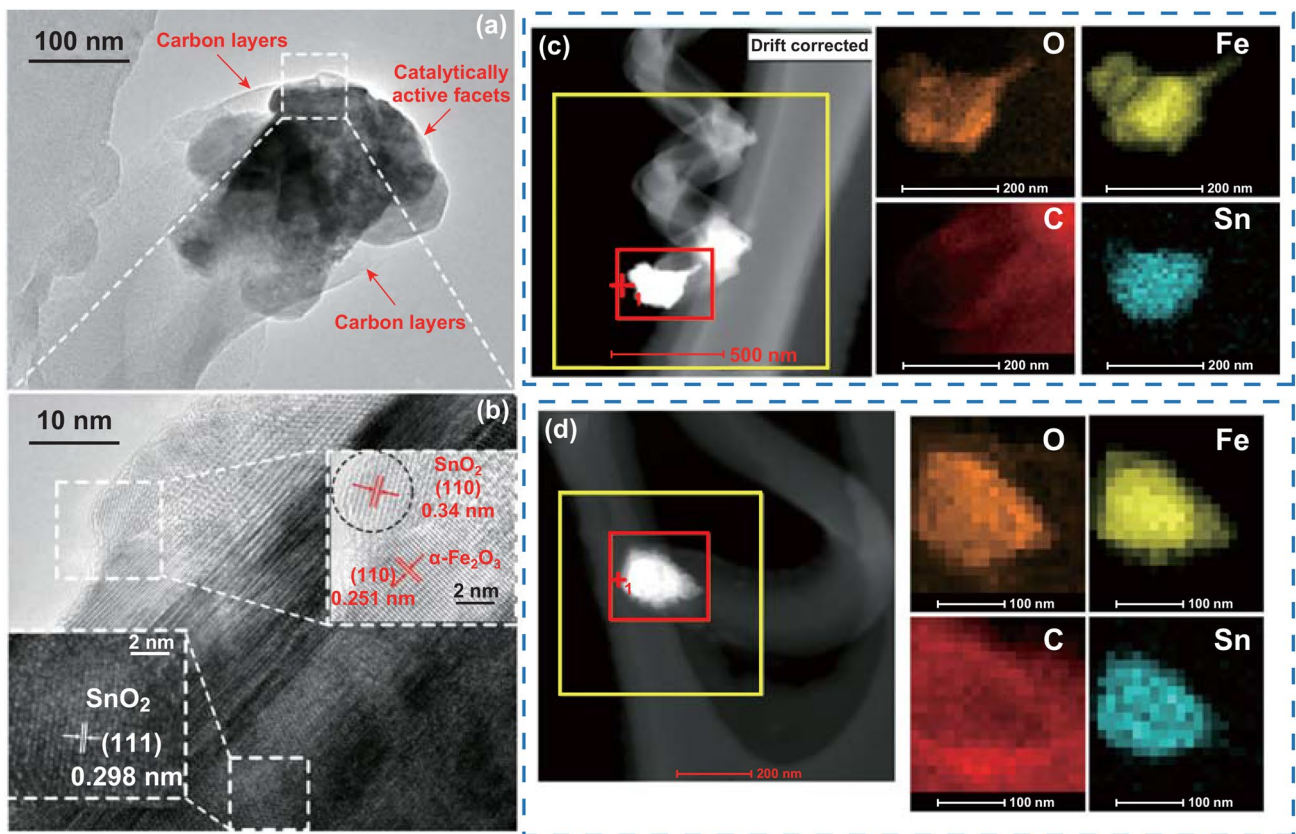 100 nm
(a)
Carbon layers
Catalytically
active facets
Carbon layers
10 nm
(b)
SnO₂
(110)
0.34 nm
α-Fe₂O₃
(110)
0.251 nm
2 nm
2 nm
SnO₂
(111)
0.298 nm
(c)
Drift corrected
1
500 nm
O
200 nm
Fe
200 nm
C
200 nm
Sn
200 nm
(d)
1
200 nm
O
100 nm
Fe
100 nm
C
100 nm
Sn
100 nm